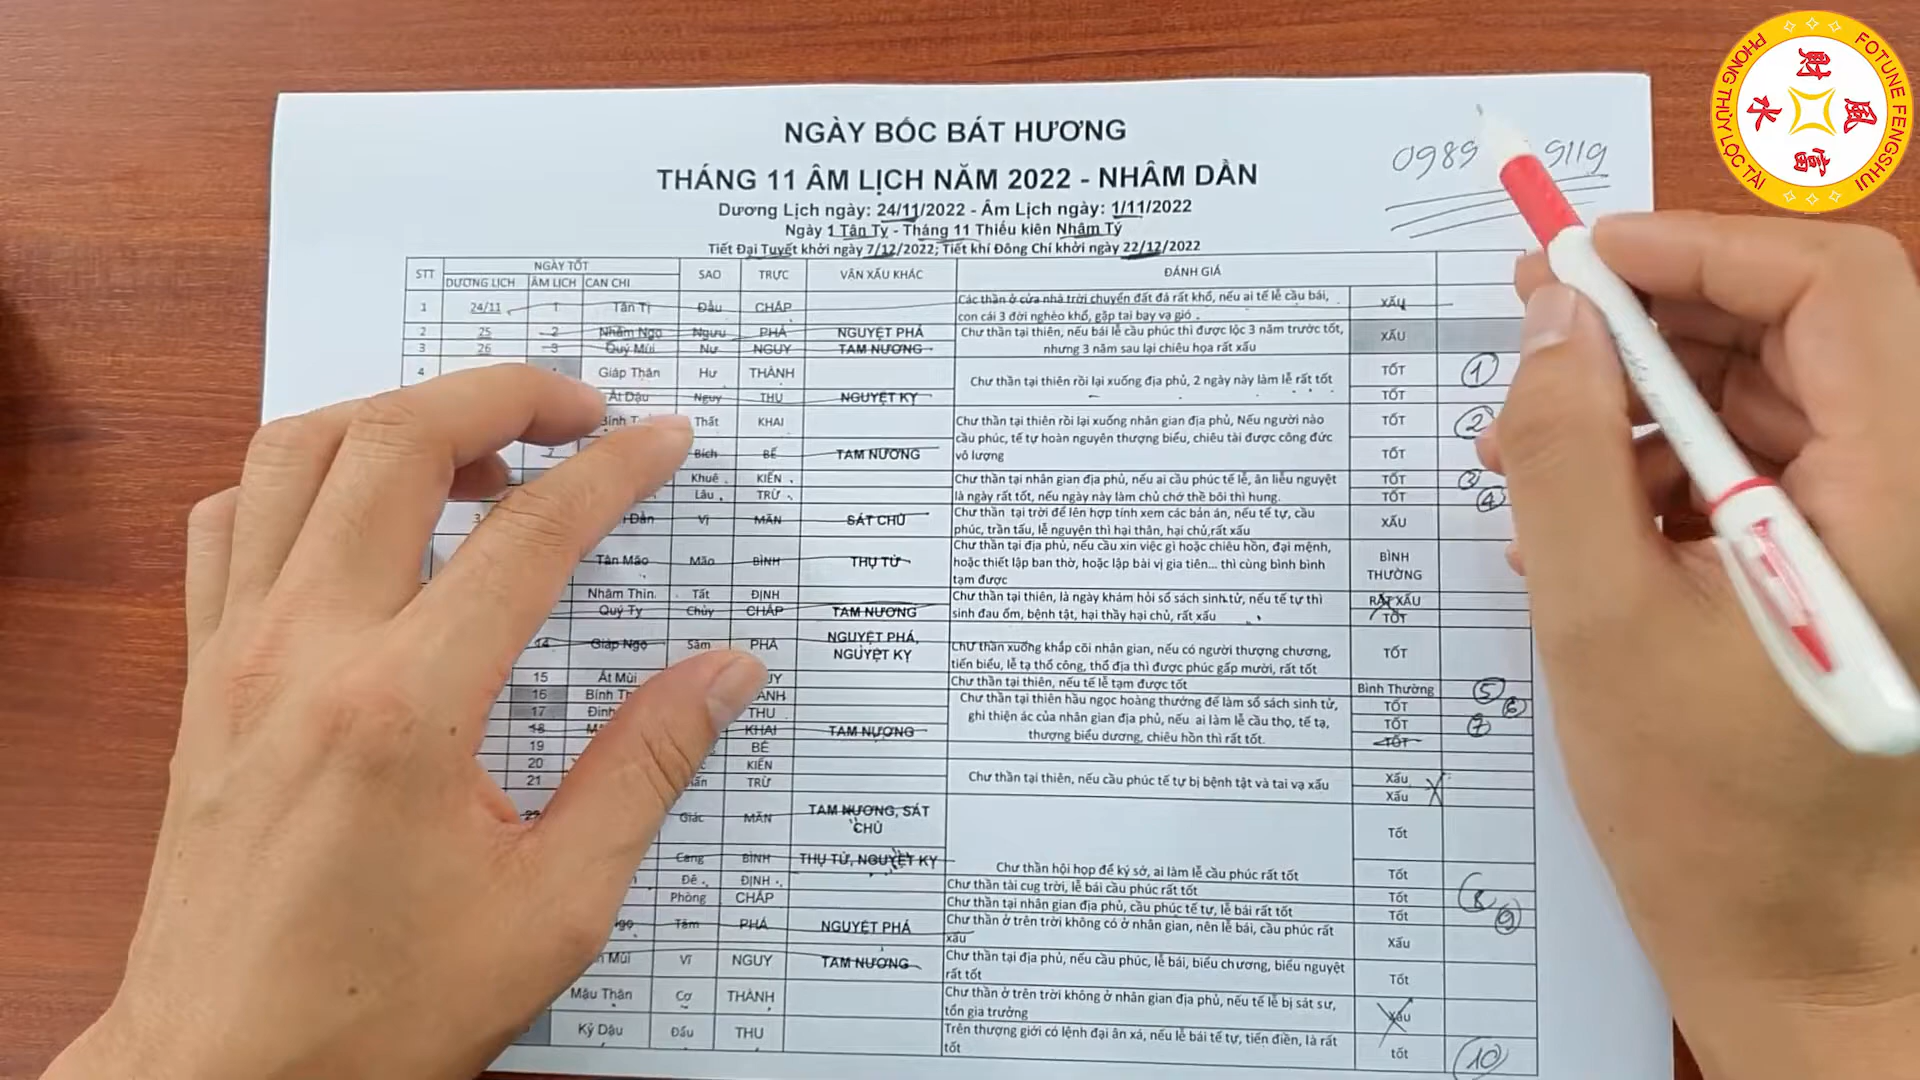 NGÀY BỐC BÁT HƯƠNG
THÁNG 11 ÂM LỊCH NĂM 2022 - NHÂM DẦN
Dương Lịch ngày: 24/11/2022 - Âm Lịch ngày: 1/11/2022
Ngày 1 Tân Tỵ - Tháng 11 Thiếu kiên Nhâm Tý
Tiết Đại Tuyết khởi ngày 7/12/2022; Tiết khí Đông Chí khởi ngày 22/12/2022
0989 9119
PHONG THỦY LỘC TÀI
FOTUNE FENGSHUI
財 風 富 水
STT NGÀY TỐT SAO TRỰC VẬN XẤU KHÁC ĐÁNH GIÁ
DƯƠNG LỊCH ÂM LỊCH CAN CHI
1 24/11 1 Tân Tị Đẩu CHẤP Các thần ở cửa nhà trời chuyển đất đá rất khổ, nếu ai tế lễ cầu bái, XẤU
con cái 3 đời nghèo khổ, gặp tai bay vạ gió .
2 25 2 Nhâm Ngọ Ngưu PHÁ NGUYỆT PHÁ Chư thần tại thiên, nếu bái lễ cầu phúc thì được lộc 3 năm trước tốt, XẤU
3 26 3 Quý Mùi Nư NGUY TAM NƯƠNG nhưng 3 năm sau lại chiêu họa rất xấu
4 Giáp Thân Hư THÀNH Chư thần tại thiên rồi lại xuống địa phủ, 2 ngày này làm lễ rất tốt TỐT 1
Ất Dậu Nguy THU NGUYỆT KỴ TỐT
Bính Thất KHAI Chư thần tại thiên rồi lại xuống nhân gian địa phủ, Nếu người nào TỐT 2
cầu phúc, tế tự hoàn nguyên thượng biểu, chiêu tài được công đức
7 Bích BẾ TAM NƯƠNG vô lượng TỐT
Khuê KIẾN Chư thần tại nhân gian địa phủ, nếu ai cầu phúc tế lễ, ân liễu nguyệt TỐT 3
Lâu TRỪ là ngày rất tốt, nếu ngày này làm chủ chớ thề bôi thì hung. TỐT 4
3 Dần Vị MÃN SÁT CHỦ Chư thần tại trời để lên hợp tính xem các bản án, nếu tế tự, cầu XẤU
phúc, trần tấu, lễ nguyện thì hại thân, hại chủ,rất xấu
Tân Mão Mão BÌNH THỤ TỬ Chư thần tại địa phủ, nếu cầu xin việc gì hoặc chiêu hồn, đại mệnh, BÌNH
hoặc thiết lập ban thờ, hoặc lập bài vị gia tiên... thì cùng bình bình THƯỜNG
tạm được
Nhâm Thìn Tất ĐỊNH Chư thần tại thiên, là ngày khám hỏi sổ sách sinh tử, nếu tế tự thì RẤT XẤU
Quý Tỵ Chủy CHẤP TAM NƯƠNG sinh đau ốm, bệnh tật, hại thầy hại chủ, rất xấu TỐT
14 Giáp Ngọ Sâm PHÁ NGUYỆT PHÁ, Chư thần xuống khắp cõi nhân gian, nếu có người thượng chương, TỐT
NGUYỆT KỴ tiến biểu, lễ tạ thổ công, thổ địa thì được phúc gấp mười, rất tốt
15 Ất Mùi UY Chư thần tại thiên, nếu tế lễ tạm được tốt Bình Thường 5
16 Bính Th ÀNH Chư thần tại thiên hầu ngọc hoàng thướng để làm sổ sách sinh tử, TỐT 6
17 Đinh THU ghi thiện ác của nhân gian địa phủ, nếu ai làm lễ cầu thọ, tế tạ, TỐT 7
18 M KHAI TAM NƯƠNG thượng biểu dương, chiêu hồn thì rất tốt. TỐT
19 BẾ
20 KIẾN Chư thần tại thiên, nếu cầu phúc tế tự bị bệnh tật và tai vạ xấu Xấu
21 TRỪ Xấu
Giác MÃN TAM NƯƠNG, SÁT Tốt
CHỦ
Cang BÌNH THỤ TỬ, NGUYỆT KỴ Chư thần hội họp để ký sớ, ai làm lễ cầu phúc rất tốt Tốt
Đê ĐỊNH Chư thần tài cug trời, lễ bái cầu phúc rất tốt Tốt 8
Phòng CHẤP Chư thần tại nhân gian địa phủ, cầu phúc tế tự, lễ bái rất tốt Tốt 9
Tâm PHÁ NGUYỆT PHÁ Chư thần ở trên trời không có ở nhân gian, nên lễ bái, cầu phúc rất Xấu
xấu
Mùi Vĩ NGUY TAM NƯƠNG Chư thần tại địa phủ, nếu cầu phúc, lễ bái, biểu chương, biểu nguyệt Tốt
rất tốt
Mậu Thân Cơ THÀNH Chư thần ở trên trời không ở nhân gian địa phủ, nếu tế lễ bị sát sư, Xấu
tổn gia trưởng
Kỷ Dậu Đẩu THU Trên thượng giới có lệnh đại ân xá, nếu lễ bái tế tự, tiến điền, là rất tốt 10
tốt